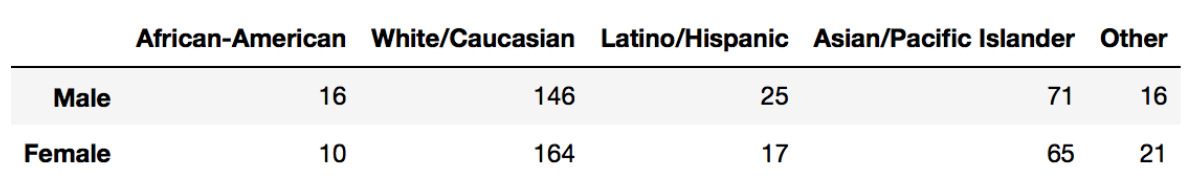 African-American White/Caucasian Latino/Hispanic Asian/Pacific Islander Other
Male 16 146 25 71 16
Female 10 164 17 65 21